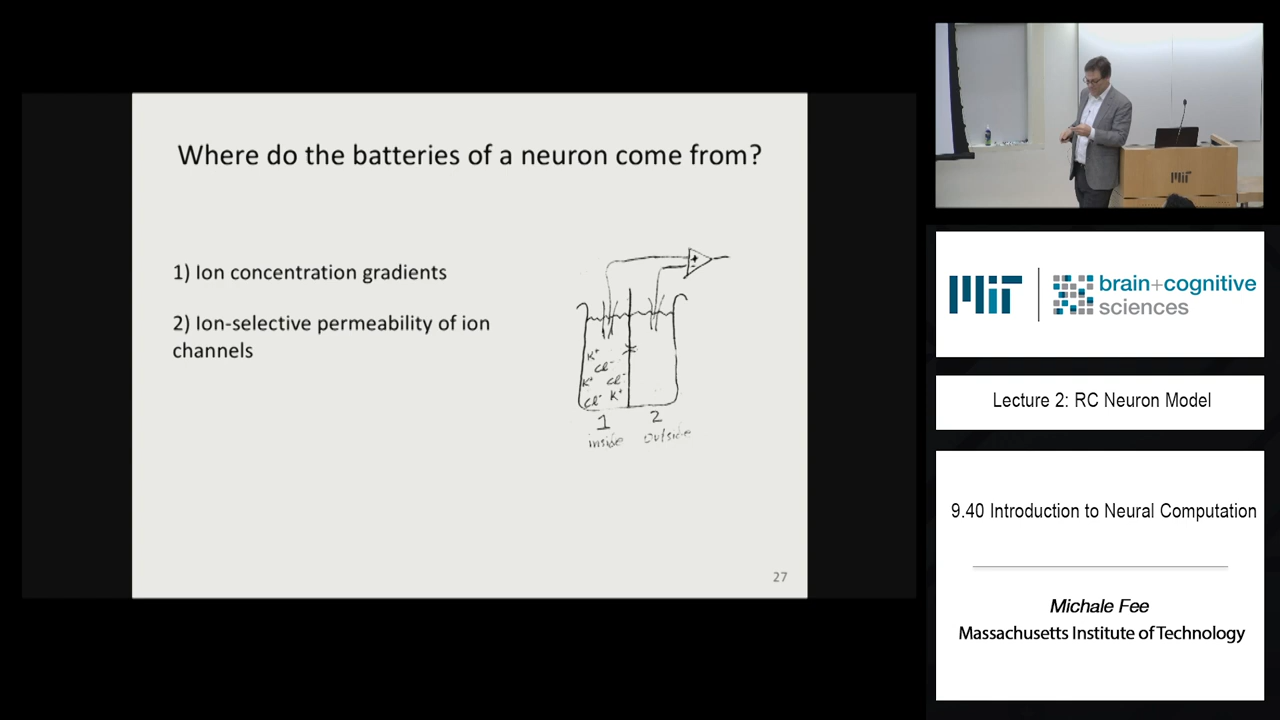 Where do the batteries of a neuron come from?
1) Ion concentration gradients
2) Ion-selective permeability of ion
channels
+
-
K+
Cl-
K+ Cl-
Cl- K+
1 2
inside outside
27
MIT
MIT
brain+cognitive
sciences
Lecture 2: RC Neuron Model
9.40 Introduction to Neural Computation
Michale Fee
Massachusetts Institute of Technology